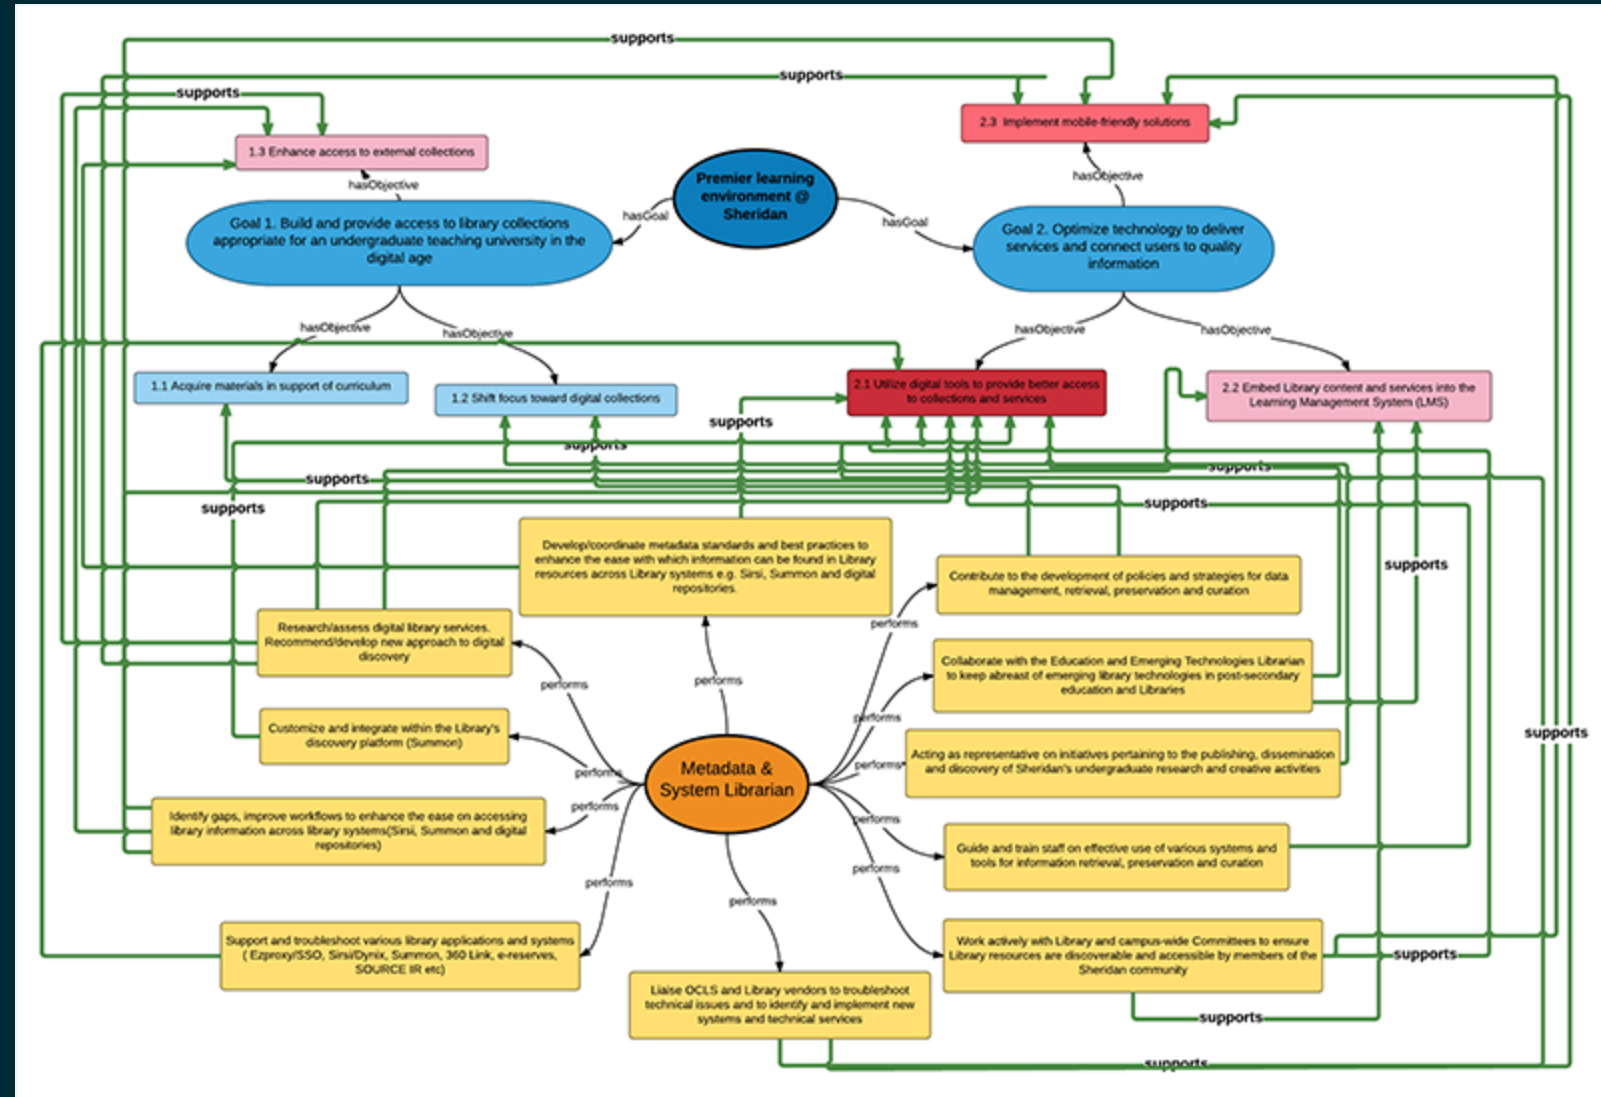 supports
supports
supports
2.3 Implement mobile-friendly solutions
1.3 Enhance access to external collections
hasObjective
hasObjective
Premier learning
environment @
Sheridan
hasGoal
hasGoal
Goal 1. Build and provide access to library collections
appropriate for an undergraduate teaching university in the
digital age
Goal 2. Optimize technology to deliver
services and connect users to quality
information
hasObjective
hasObjective
hasObjective
hasObjective
1.1 Acquire materials in support of curriculum
1.2 Shift focus toward digital collections
2.1 Utilize digital tools to provide better access
to collections and services
2.2 Embed Library content and services into the
Learning Management System (LMS)
supports
supports
supports
supports
supports
supports
supports
Develop/coordinate metadata standards and best practices to
enhance the ease with which information can be found in Library
resources across Library systems e.g. Sirsi, Summon and digital
repositories.
Contribute to the development of policies and strategies for data
management, retrieval, preservation and curation
performs
Research/assess digital library services.
Recommend/develop new approach to digital
discovery
Collaborate with the Education and Emerging Technologies Librarian
to keep abreast of emerging library technologies in post-secondary
education and Libraries
performs
performs
performs
Customize and integrate within the Library's
discovery platform (Summon)
Acting as representative on initiatives pertaining to the publishing, dissemination
and discovery of Sheridan's undergraduate research and creative activities
supports
performs
performs
Metadata &
System Librarian
performs
performs
Identify gaps, improve workflows to enhance the ease on accessing
library information across library systems(Sirsi, Summon and digital
repositories)
Guide and train staff on effective use of various systems and
tools for information retrieval, preservation and curation
performs
performs
performs
Support and troubleshoot various library applications and systems
( Ezproxy/SSO, Sirsi/Dynix, Summon, 360 Link, e-reserves,
SOURCE IR etc)
Work actively with Library and campus-wide Committees to ensure
Library resources are discoverable and accessible by members of the
Sheridan community
supports
Liaise OCLS and Library vendors to troubleshoot
technical issues and to identify and implement new
systems and technical services
supports
supports